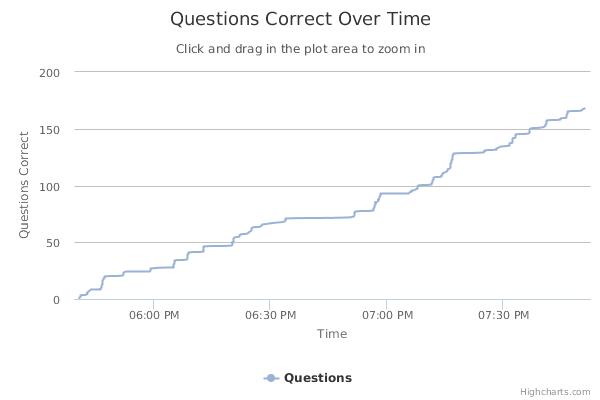 Questions Correct Over Time
Click and drag in the plot area to zoom in
Questions Correct
200
150
100
50
0
06:00 PM
06:30 PM
07:00 PM
07:30 PM
Time
Questions
Highcharts.com